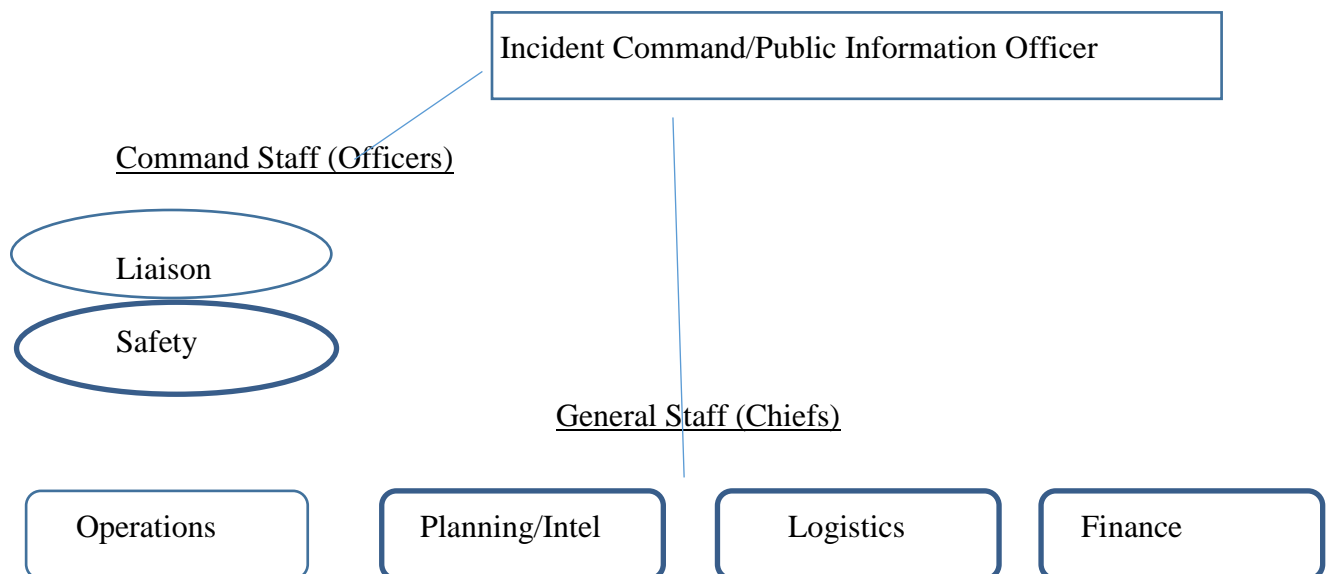 Incident Command/Public Information Officer
Command Staff (Officers)
Liaison
Safety
General Staff (Chiefs)
Operations Planning/Intel Logistics Finance